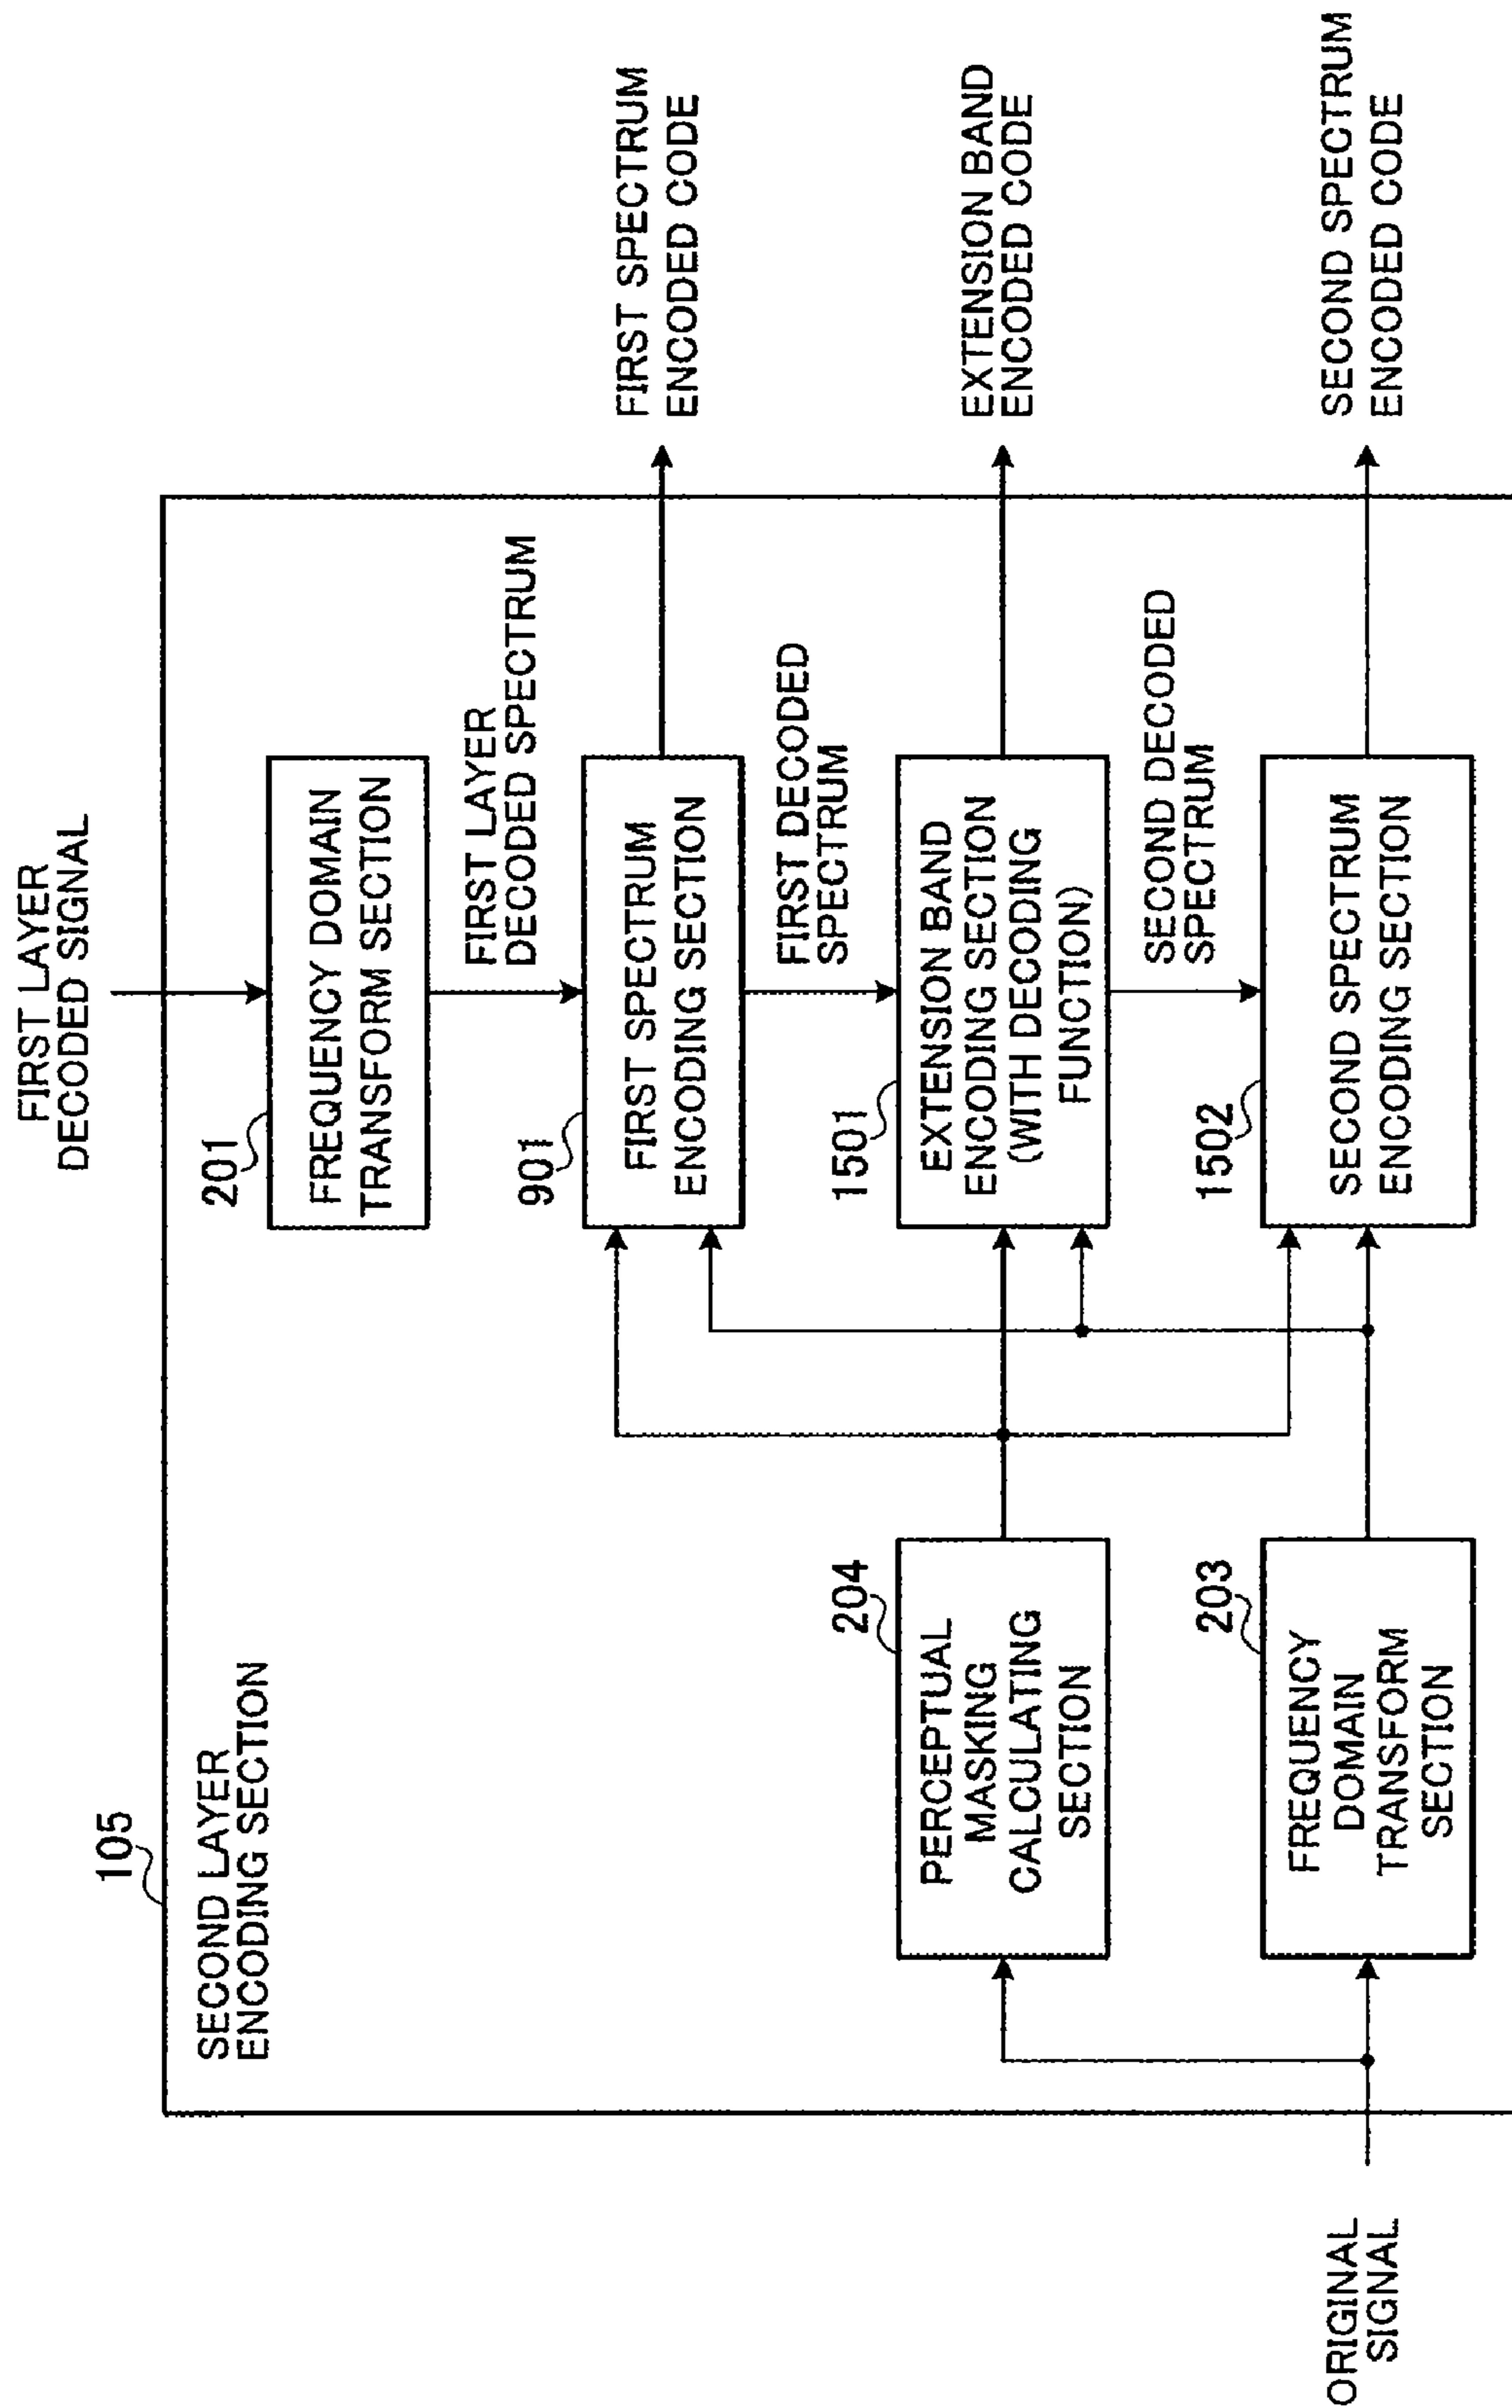 FIRST LAYER
DECODED SIGNAL
105
SECOND LAYER
ENCODING SECTION
201
FREQUENCY DOMAIN
TRANSFORM SECTION
FIRST LAYER
DECODED SPECTRUM
901
FIRST SPECTRUM
ENCODING SECTION
FIRST SPECTRUM
ENCODED CODE
FIRST DECODED
SPECTRUM
204
PERCEPTUAL
MASKING
CALCULATING
SECTION
1501
EXTENSION BAND
ENCODING SECTION
(WITH DECODING
FUNCTION)
EXTENSION BAND
ENCODED CODE
SECOND DECODED
SPECTRUM
ORIGINAL
SIGNAL
203
FREQUENCY
DOMAIN
TRANSFORM
SECTION
1502
SECOND SPECTRUM
ENCODING SECTION
SECOND SPECTRUM
ENCODED CODE